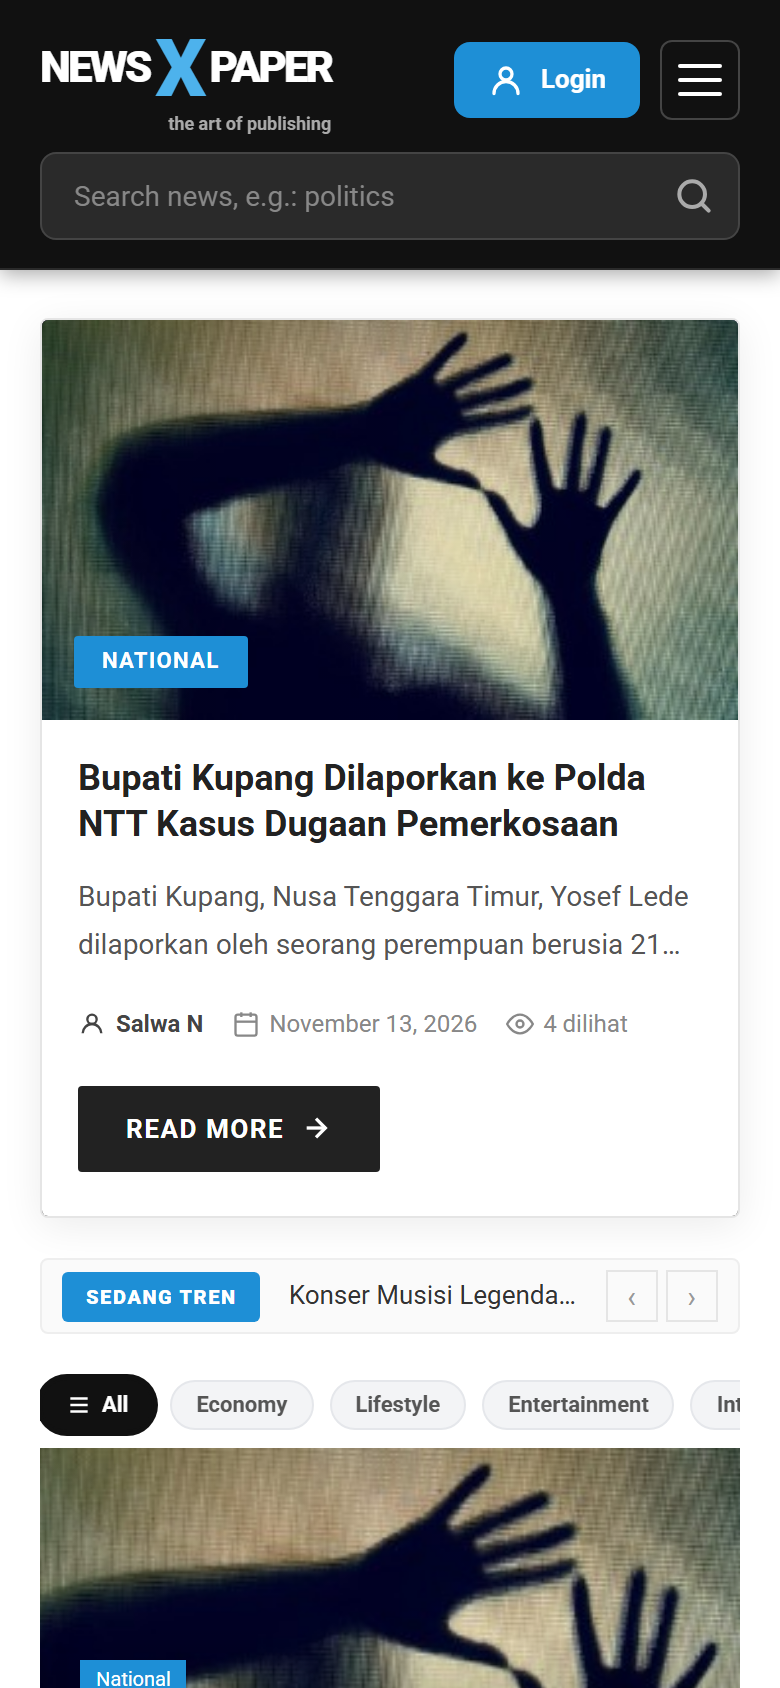 NEWS X PAPER
the art of publishing
Login
Search news, e.g.: politics
NATIONAL
Bupati Kupang Dilaporkan ke Polda
NTT Kasus Dugaan Pemerkosaan
Bupati Kupang, Nusa Tenggara Timur, Yosef Lede
dilaporkan oleh seorang perempuan berusia 21...
Salwa N November 13, 2026 4 dilihat
READ MORE →
SEDANG TREN Konser Musisi Legenda... ‹ ›
All Economy Lifestyle Entertainment Int
National